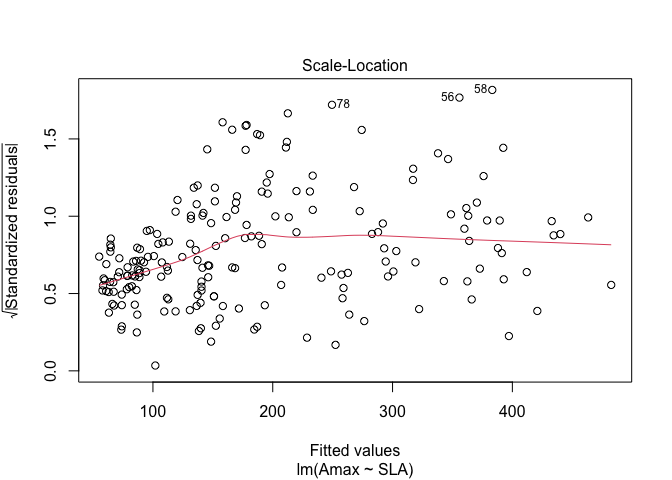 Scale-Location
78
56
58
√|Standardized residuals|
0.0
0.5
1.0
1.5
100
200
300
400
Fitted values
lm(Amax ~ SLA)